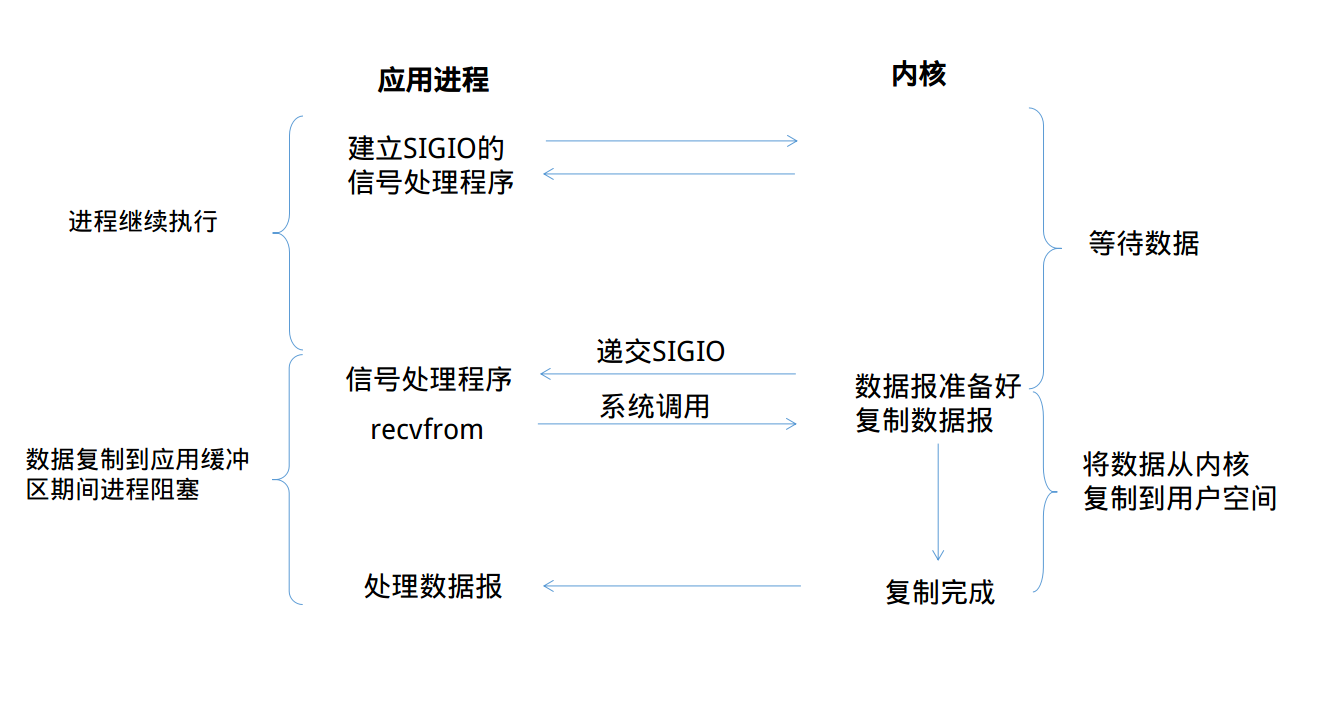 应用进程
内核
建立SIGIO的
信号处理程序
进程继续执行
等待数据
递交SIGIO
信号处理程序
数据报准备好
复制数据报
系统调用
recvfrom
数据复制到应用缓冲
区期间进程阻塞
将数据从内核
复制到用户空间
处理数据报
复制完成